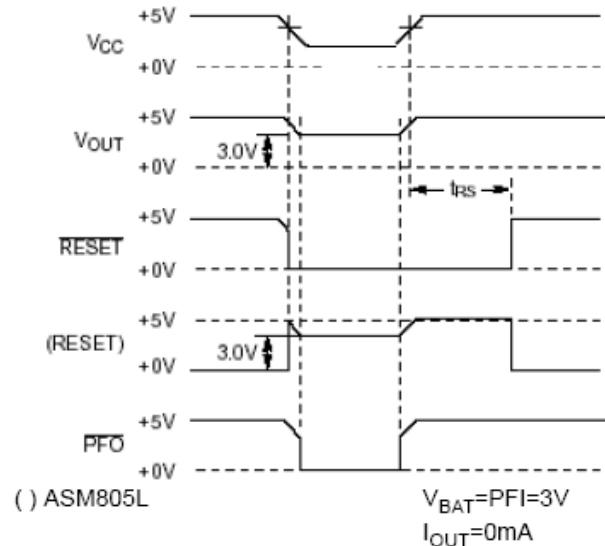 +5V
VCC
+0V
+5V
VOUT
3.0V
+0V
tRS
+5V
RESET
+0V
+5V
(RESET)
3.0V
+0V
+5V
PFO
+0V
( ) ASM805L
VBAT=PFI=3V
IOUT=0mA